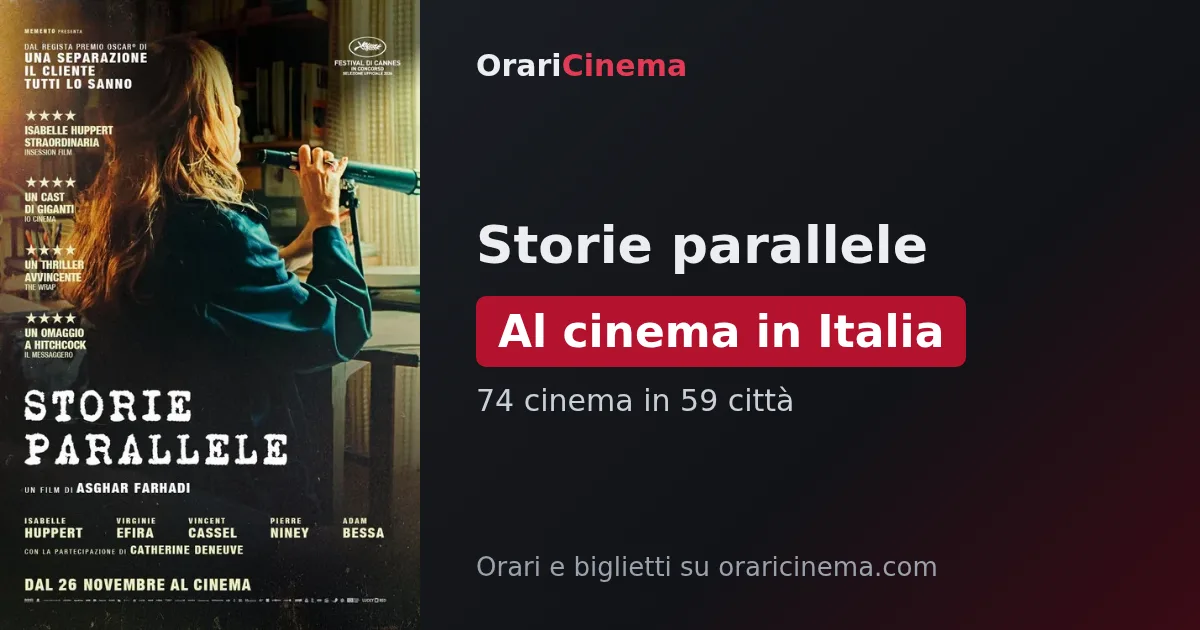 MEMENTO PRESENTA
DAL REGISTA PREMIO OSCAR® DI
UNA SEPARAZIONE
IL CLIENTE
TUTTI LO SANNO
FESTIVAL DI CANNES
IN CONCORSO
SELEZIONE UFFICIALE 2026
★★★★
ISABELLE HUPPERT
STRAORDINARIA
INSESSION FILM
★★★★
UN CAST
DI GIGANTI
IO CINEMA
★★★★
UN THRILLER
AVVINCENTE
THE WRAP
★★★★
UN OMAGGIO
A HITCHCOCK
IL MESSAGGERO
STORIE
PARALLELE
UN FILM DI ASGHAR FARHADI
ISABELLE HUPPERT
VIRGINIE EFIRA
VINCENT CASSEL
PIERRE NINEY
ADAM BESSA
CON LA PARTECIPAZIONE DI CATHERINE DENEUVE
DAL 26 NOVEMBRE AL CINEMA
OrariCinema
Storie parallele
Al cinema in Italia
74 cinema in 59 città
Orari e biglietti su oraricinema.com